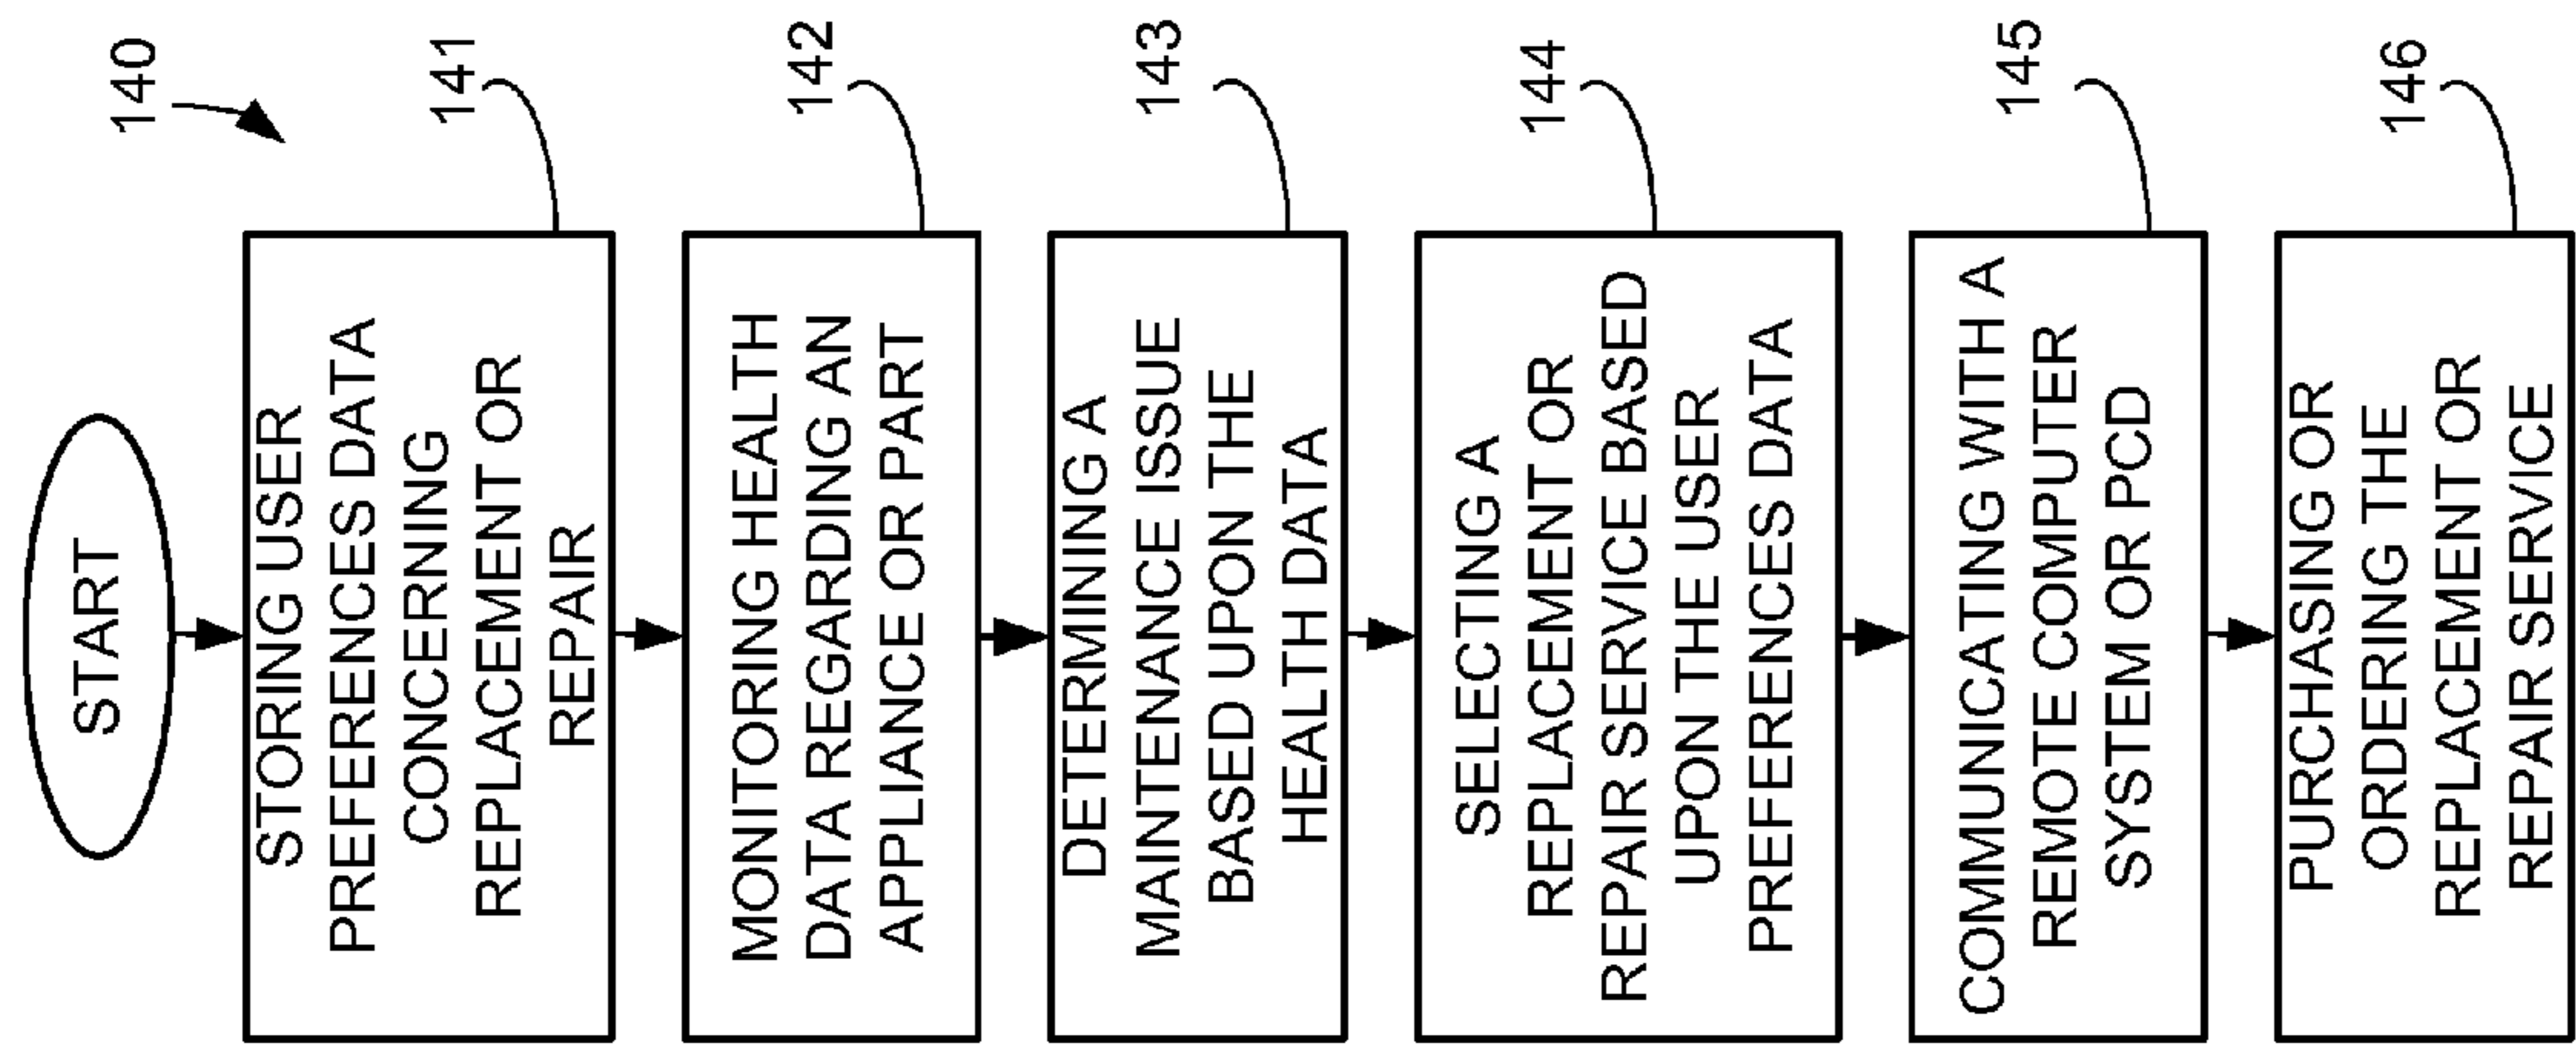 140
START
STORING USER
PREFERENCES DATA
CONCERNING
REPLACEMENT OR
REPAIR
141
MONITORING HEALTH
DATA REGARDING AN
APPLIANCE OR PART
142
DETERMINING A
MAINTENANCE ISSUE
BASED UPON THE
HEALTH DATA
143
SELECTING A
REPLACEMENT OR
REPAIR SERVICE BASED
UPON THE USER
PREFERENCES DATA
144
COMMUNICATING WITH A
REMOTE COMPUTER
SYSTEM OR PCD
145
PURCHASING OR
ORDERING THE
REPLACEMENT OR
REPAIR SERVICE
146